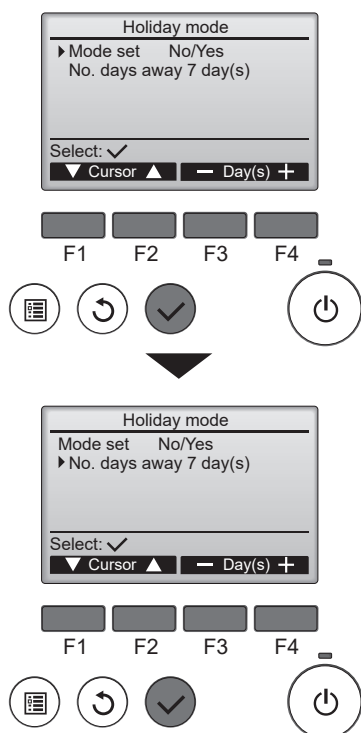 Holiday mode
Mode set No/Yes
No. days away 7 day(s)
Select:
Cursor — Day(s) +
F1 F2 F3 F4
Holiday mode
Mode set No/Yes
No. days away 7 day(s)
Select:
Cursor — Day(s) +
F1 F2 F3 F4